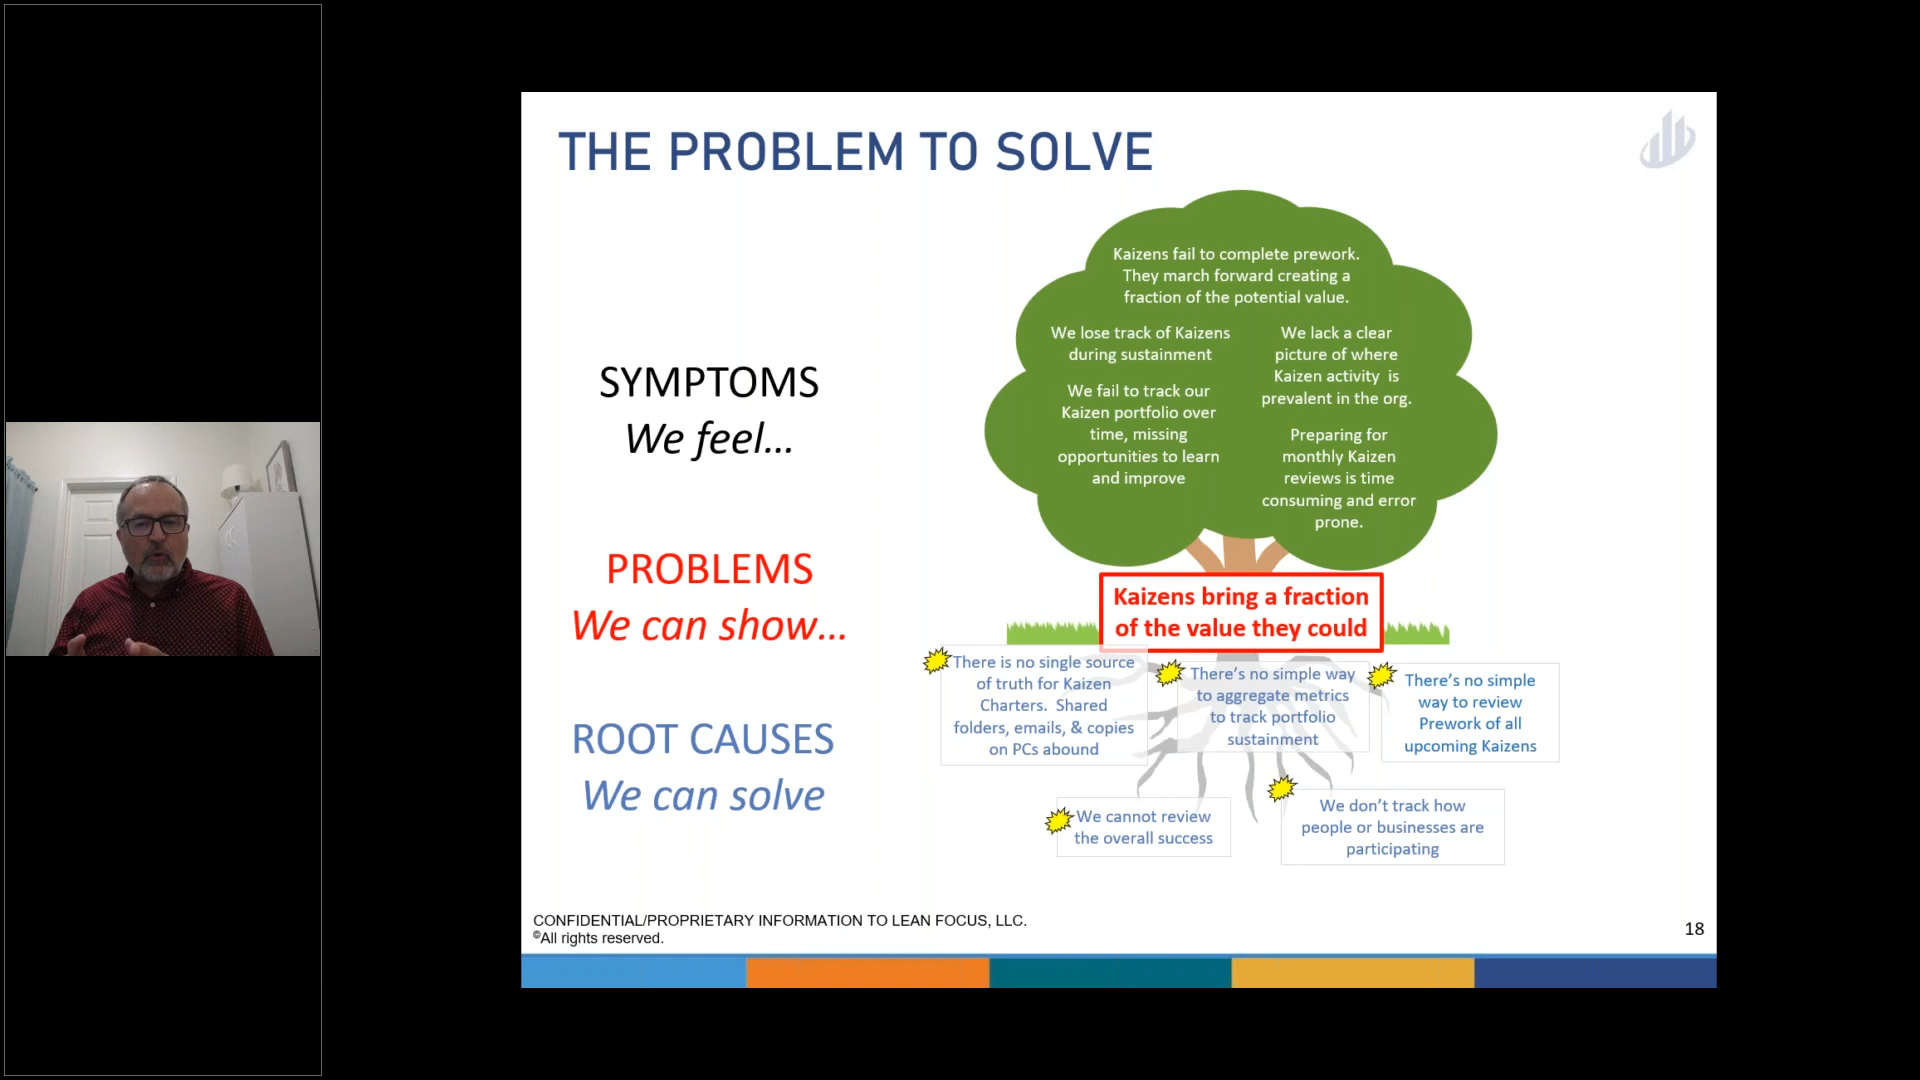 THE PROBLEM TO SOLVE
SYMPTOMS
We feel...
PROBLEMS
We can show...
ROOT CAUSES
We can solve
Kaizens fail to complete prework.
They march forward creating a
fraction of the potential value.
We lose track of Kaizens
during sustainment
We fail to track our
Kaizen portfolio over
time, missing
opportunities to learn
and improve
We lack a clear
picture of where
Kaizen activity is
prevalent in the org.
Preparing for
monthly Kaizen
reviews is time
consuming and error
prone.
Kaizens bring a fraction
of the value they could
There is no single source
of truth for Kaizen
Charters. Shared
folders, emails, & copies
on PCs abound
There's no simple way
to aggregate metrics
to track portfolio
sustainment
There's no simple
way to review
Prework of all
upcoming Kaizens
We cannot review
the overall success
We don't track how
people or businesses are
participating
CONFIDENTIAL/PROPRIETARY INFORMATION TO LEAN FOCUS, LLC.
©All rights reserved.
18